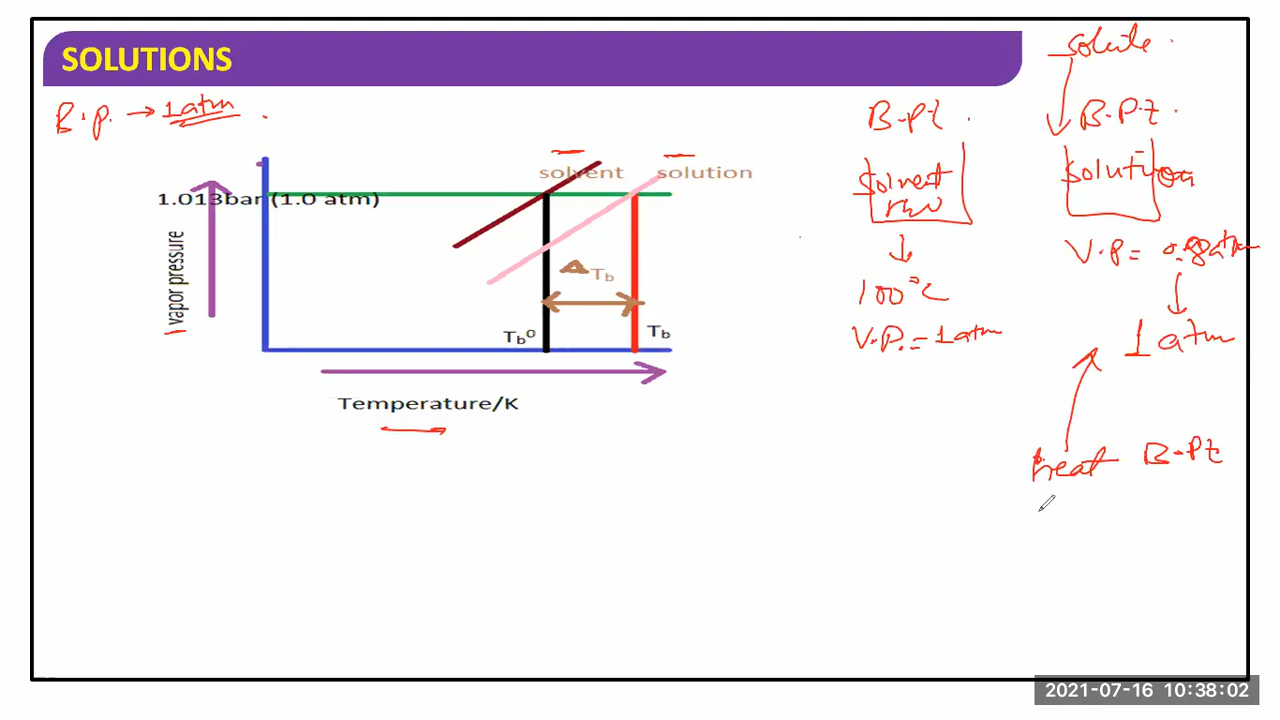 SOLUTIONS
B.p. → 1atm .
solvent
solution
1.013bar (1.0 atm)
vapor pressure
ΔTb
Tb⁰
Tb
Temperature/K
B-pt .
solvent
100°C
V.P. = 1atm
solute .
B-P.t .
solution
V.P = 0.8atm
1 atm
heat B-Pt
2021-07-16 10:38:02